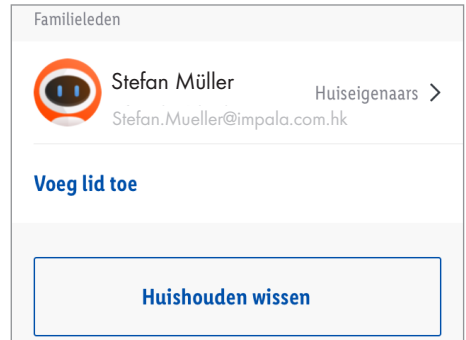 Familieleden
Stefan Müller
Huiseigenaars
Stefan.Mueller@impala.com.hk
Voeg lid toe
Huishouden wissen